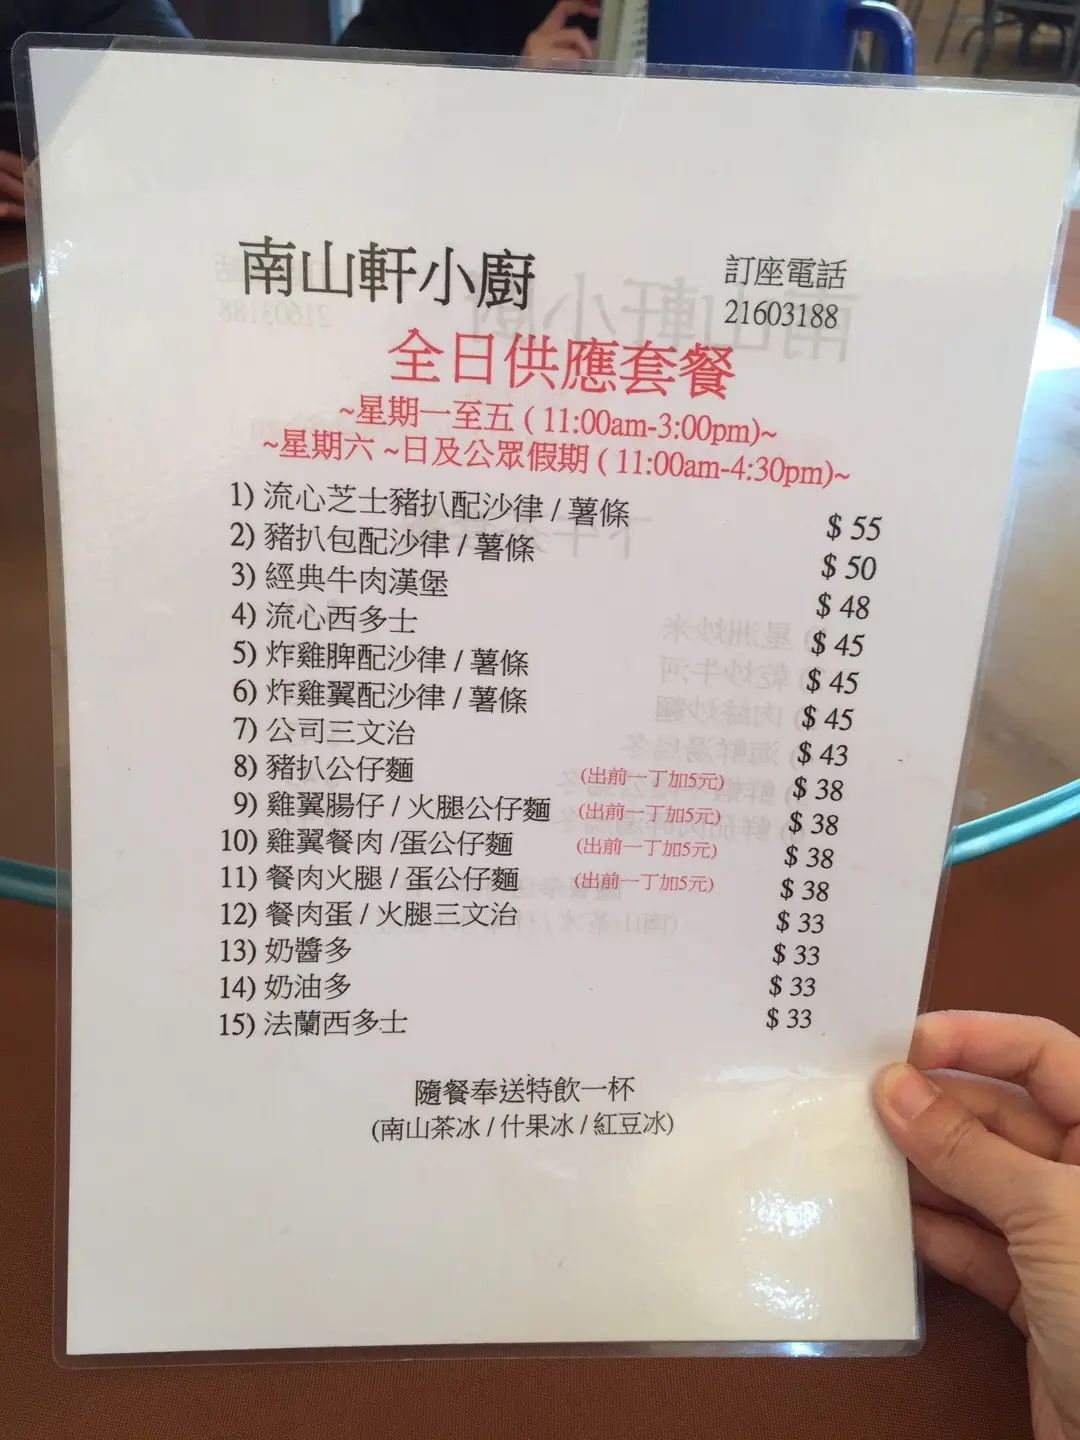 南山軒小廚
訂座電話
21603188
全日供應套餐
~星期一至五 ( 11:00am-3:00pm)~
~星期六 ~日及公眾假期 ( 11:00am-4:30pm)~
1) 流心芝士豬扒配沙律 / 薯條 $ 55
2) 豬扒包配沙律 / 薯條 $ 50
3) 經典牛肉漢堡 $ 48
4) 流心西多士 $ 45
5) 炸雞脾配沙律 / 薯條 $ 45
6) 炸雞翼配沙律 / 薯條 $ 45
7) 公司三文治 $ 43
8) 豬扒公仔麵 (出前一丁加5元) $ 38
9) 雞翼腸仔 / 火腿公仔麵 (出前一丁加5元) $ 38
10) 雞翼餐肉 /蛋公仔麵 (出前一丁加5元) $ 38
11) 餐肉火腿 / 蛋公仔麵 (出前一丁加5元) $ 38
12) 餐肉蛋 / 火腿三文治 $ 33
13) 奶醬多 $ 33
14) 奶油多 $ 33
15) 法蘭西多士 $ 33
隨餐奉送特飲一杯
(南山茶冰 / 什果冰 / 紅豆冰)